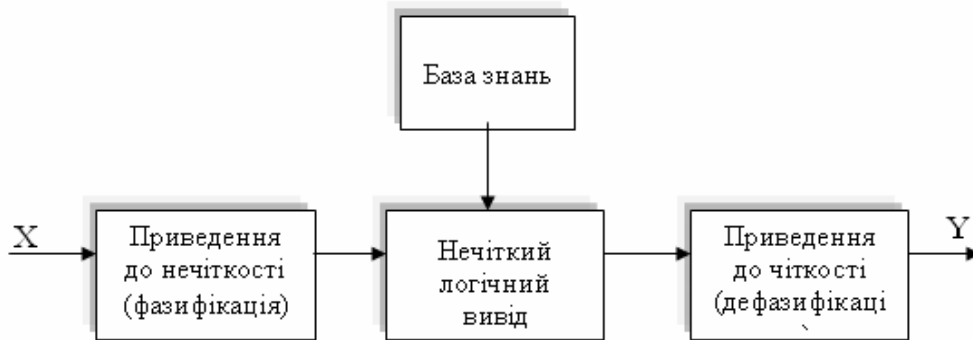 База знань
X
Приведення
до нечіткості
(фазифікація)
Нечіткий
логічний
вивід
Приведення
до чіткості
(дефазифікаці
Y